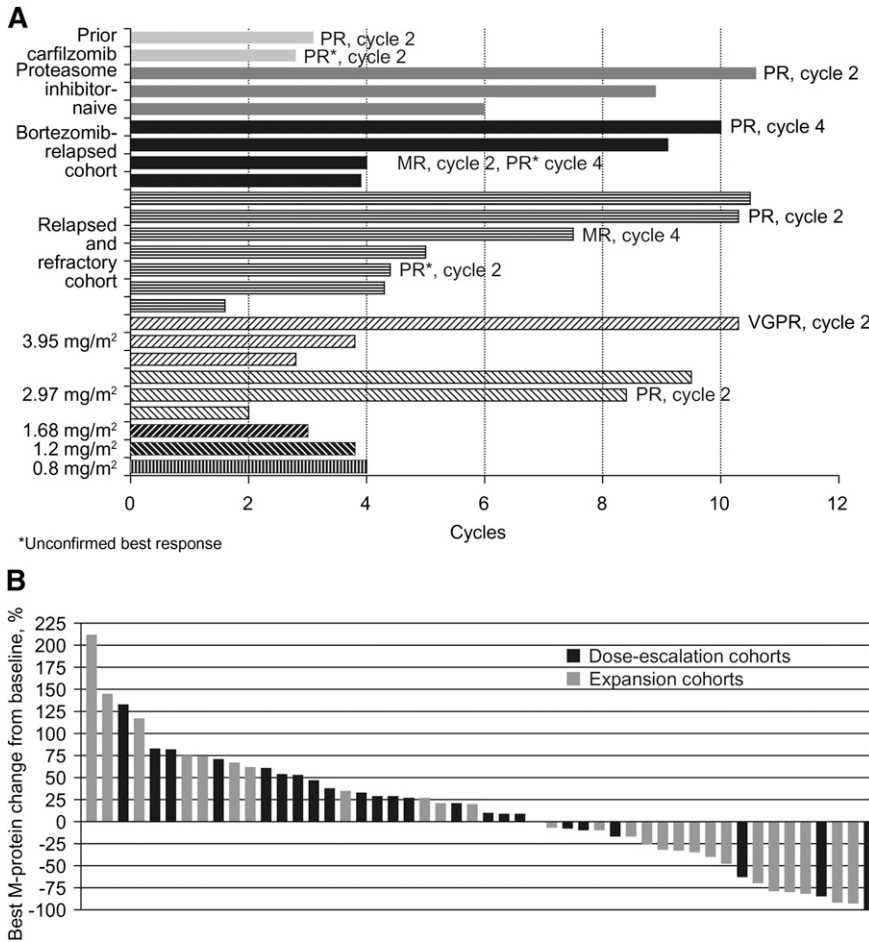 A
Prior
carfilzomib
PR, cycle 2
PR*, cycle 2
Proteasome
inhibitor-
naive
PR, cycle 2
Bortezomib-
relapsed
cohort
PR, cycle 4
MR, cycle 2, PR* cycle 4
Relapsed
and
refractory
cohort
PR, cycle 2
MR, cycle 4
PR*, cycle 2
VGPR, cycle 2
3.95 mg/m²
2.97 mg/m²
PR, cycle 2
1.68 mg/m²
1.2 mg/m²
0.8 mg/m²
0 2 4 6 8 10 12
Cycles
*Unconfirmed best response
B
Best M-protein change from baseline, %
225
200
175
150
125
100
75
50
25
0
-25
-50
-75
-100
Dose-escalation cohorts
Expansion cohorts